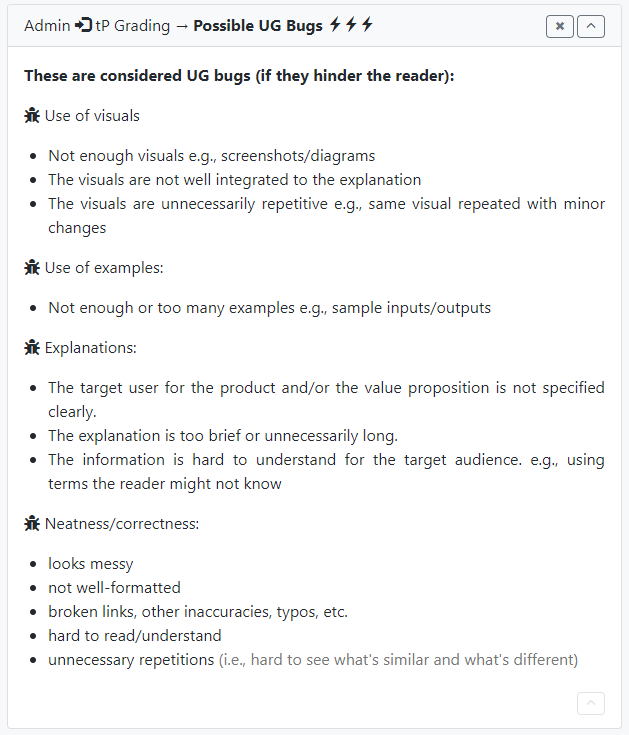 Admin tP Grading → Possible UG Bugs
These are considered UG bugs (if they hinder the reader):
Use of visuals
Not enough visuals e.g., screenshots/diagrams
The visuals are not well integrated to the explanation
The visuals are unnecessarily repetitive e.g., same visual repeated with minor
changes
Use of examples:
Not enough or too many examples e.g., sample inputs/outputs
Explanations:
The target user for the product and/or the value proposition is not specified
clearly.
The explanation is too brief or unnecessarily long.
The information is hard to understand for the target audience. e.g., using
terms the reader might not know
Neatness/correctness:
looks messy
not well-formatted
broken links, other inaccuracies, typos, etc.
hard to read/understand
unnecessary repetitions (i.e., hard to see what's similar and what's different)